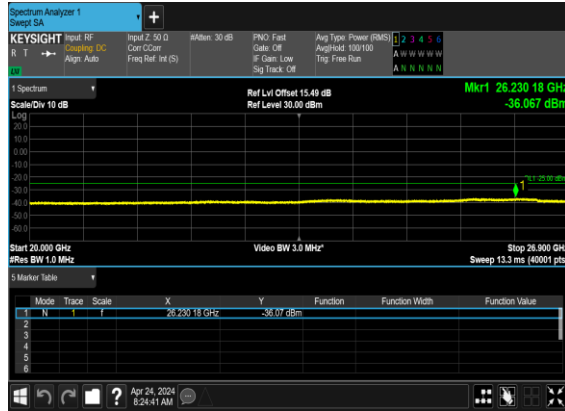 Spectrum Analyzer 1
Swept SA
+
KEYSIGHT Input: RF Input Z: 50 Ω #Atten: 30 dB PNO: Fast Avg Type: Power (RMS) 1 2 3 4 5 6
R T Coupling: DC Corr CCorr Gate: Off Avg|Hold: 100/100 A W W W W W
Align: Auto Freq Ref: Int (S) IF Gain: Low Trig: Free Run
Sig Track: Off A N N N N N
1 Spectrum
Ref Lvl Offset 15.49 dB Mkr1 26.230 18 GHz
Scale/Div 10 dB Ref Level 30.00 dBm -36.067 dBm
Log
20.0
10.0
0.00
-10.0
-20.0
DL1 -25.00 dBm
1
-30.0
-40.0
-50.0
-60.0
Start 20.000 GHz Video BW 3.0 MHz* Stop 26.900 GHz
#Res BW 1.0 MHz Sweep 13.3 ms (40001 pts)
5 Marker Table
Mode Trace Scale X Y Function Function Width Function Value
1 N 1 f 26.230 18 GHz -36.07 dBm
2
3
4
5
6
? Apr 24, 2024
8:24:41 AM